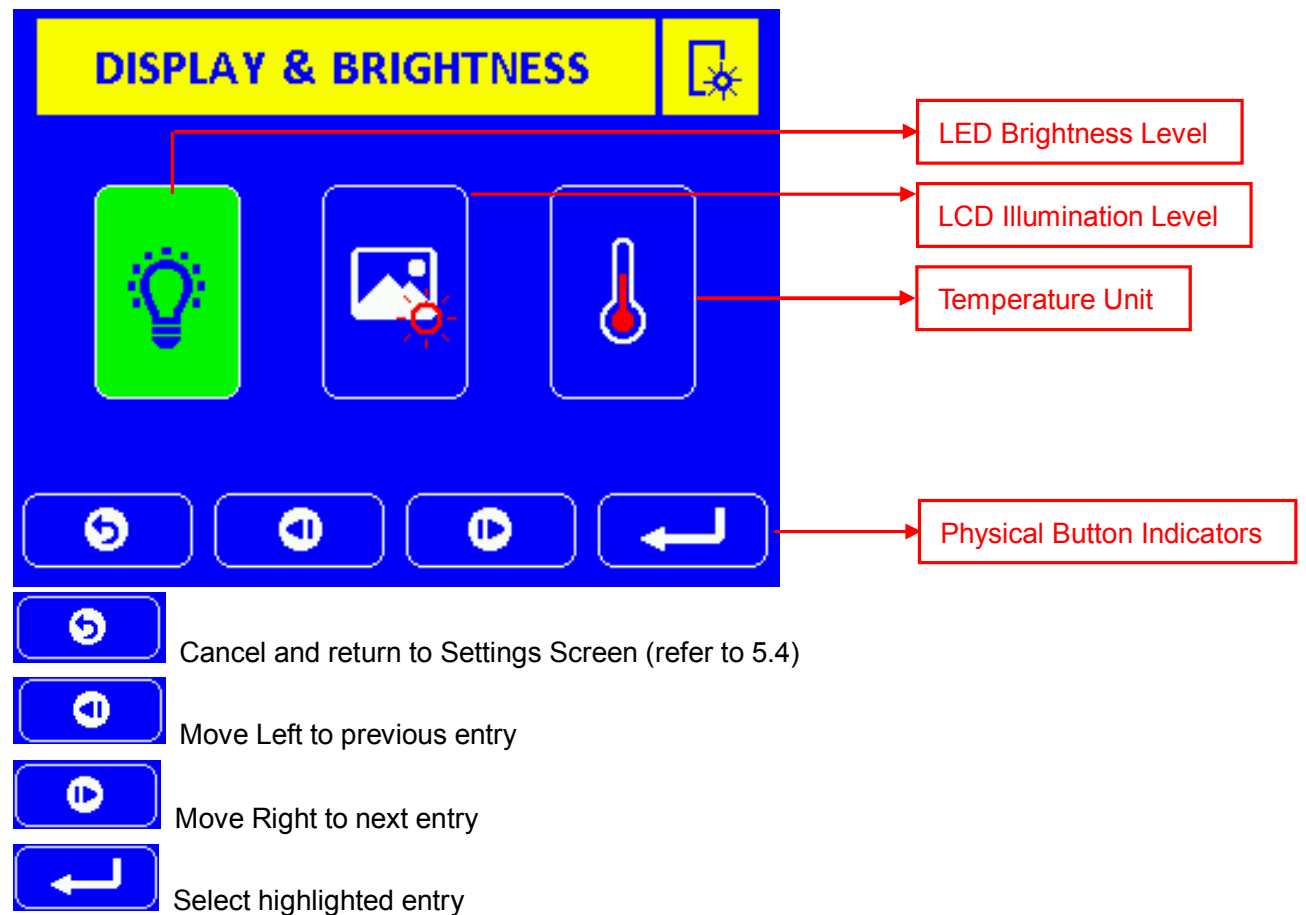 DISPLAY & BRIGHTNESS
LED Brightness Level
LCD Illumination Level
Temperature Unit
Physical Button Indicators
Cancel and return to Settings Screen (refer to 5.4)
Move Left to previous entry
Move Right to next entry
Select highlighted entry